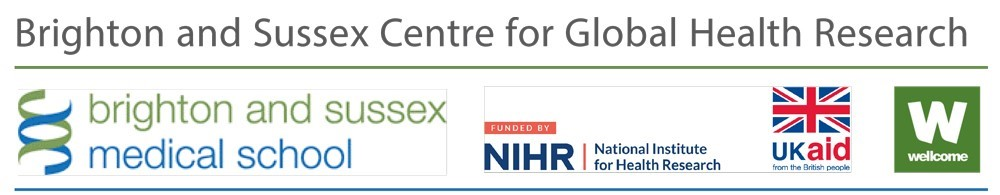 Brighton and Sussex Centre for Global Health Research
brighton and sussex
medical school
FUNDED BY
NIHR | National Institute
for Health Research
UKaid
from the British people
W
wellcome